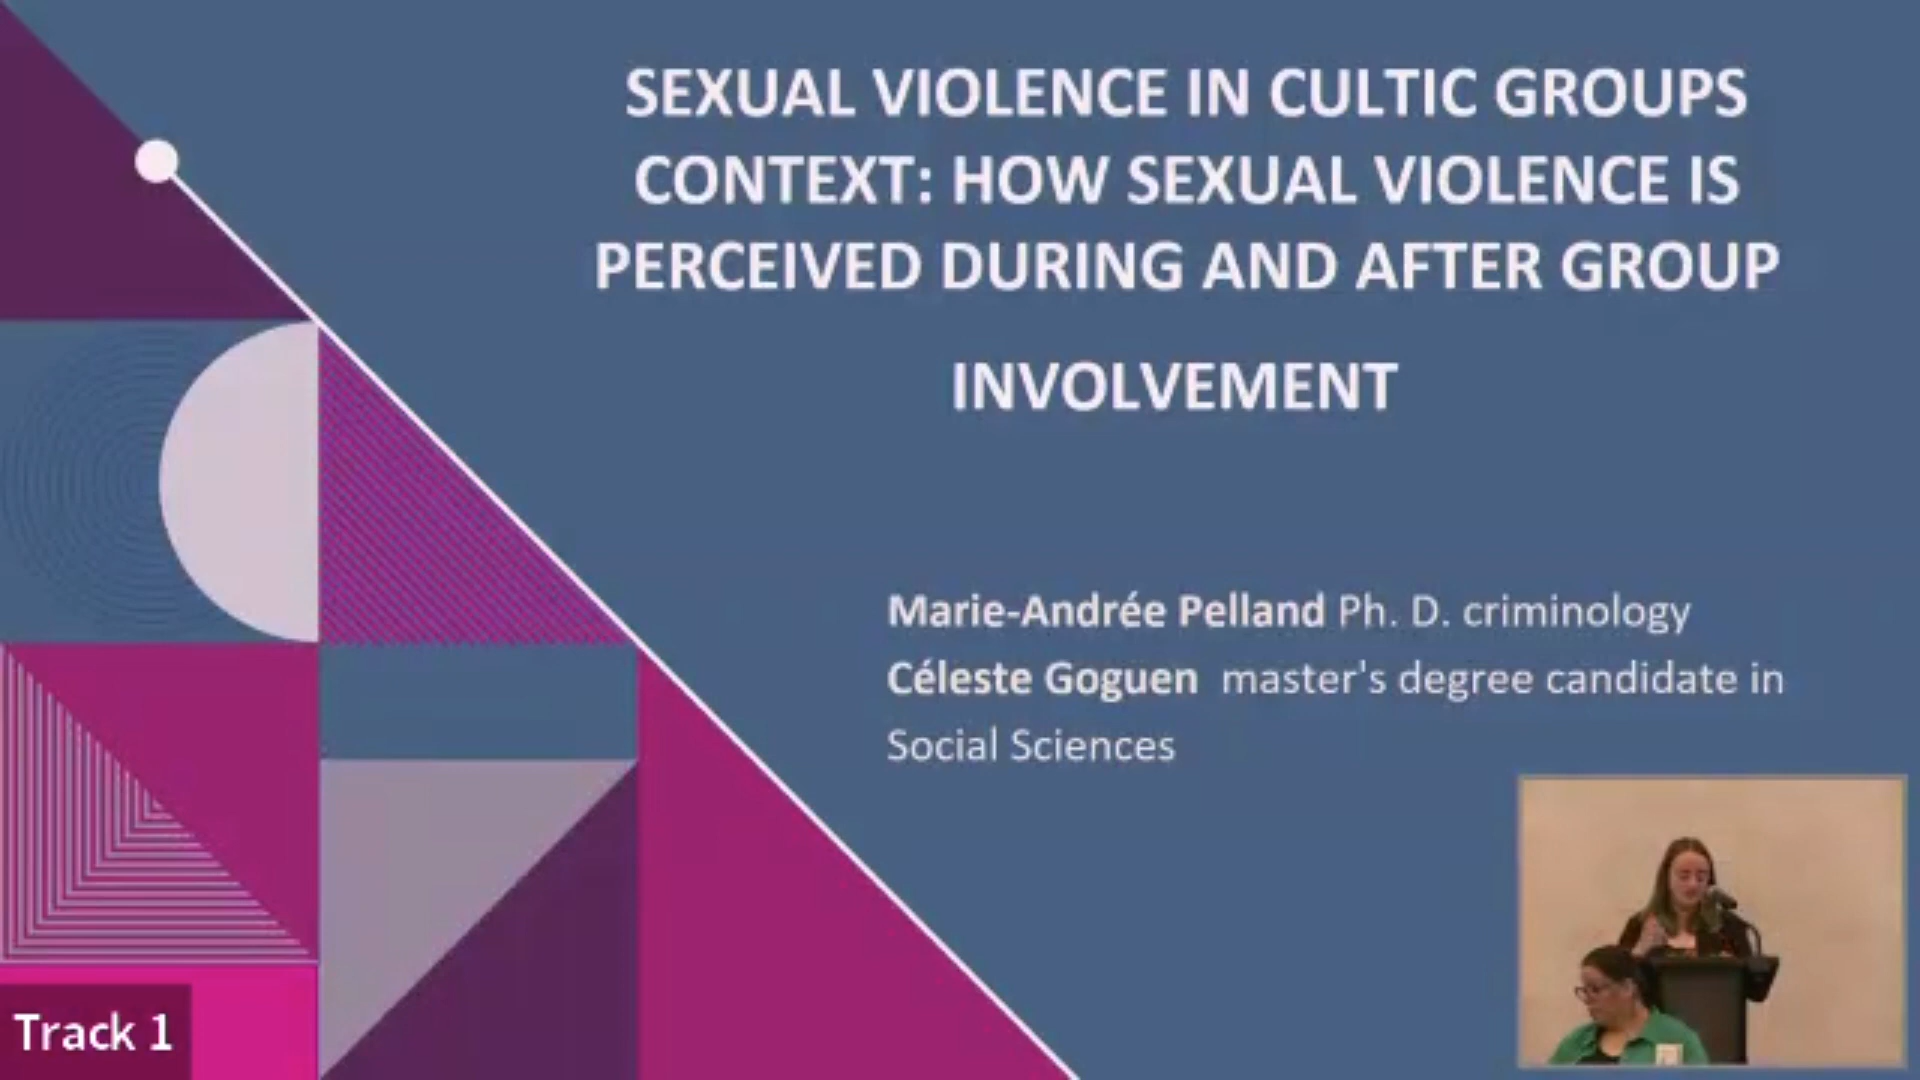 SEXUAL VIOLENCE IN CULTIC GROUPS
CONTEXT: HOW SEXUAL VIOLENCE IS
PERCEIVED DURING AND AFTER GROUP
INVOLVEMENT
Marie-Andrée Pelland Ph. D. criminology
Céleste Goguen master's degree candidate in
Social Sciences
Track 1